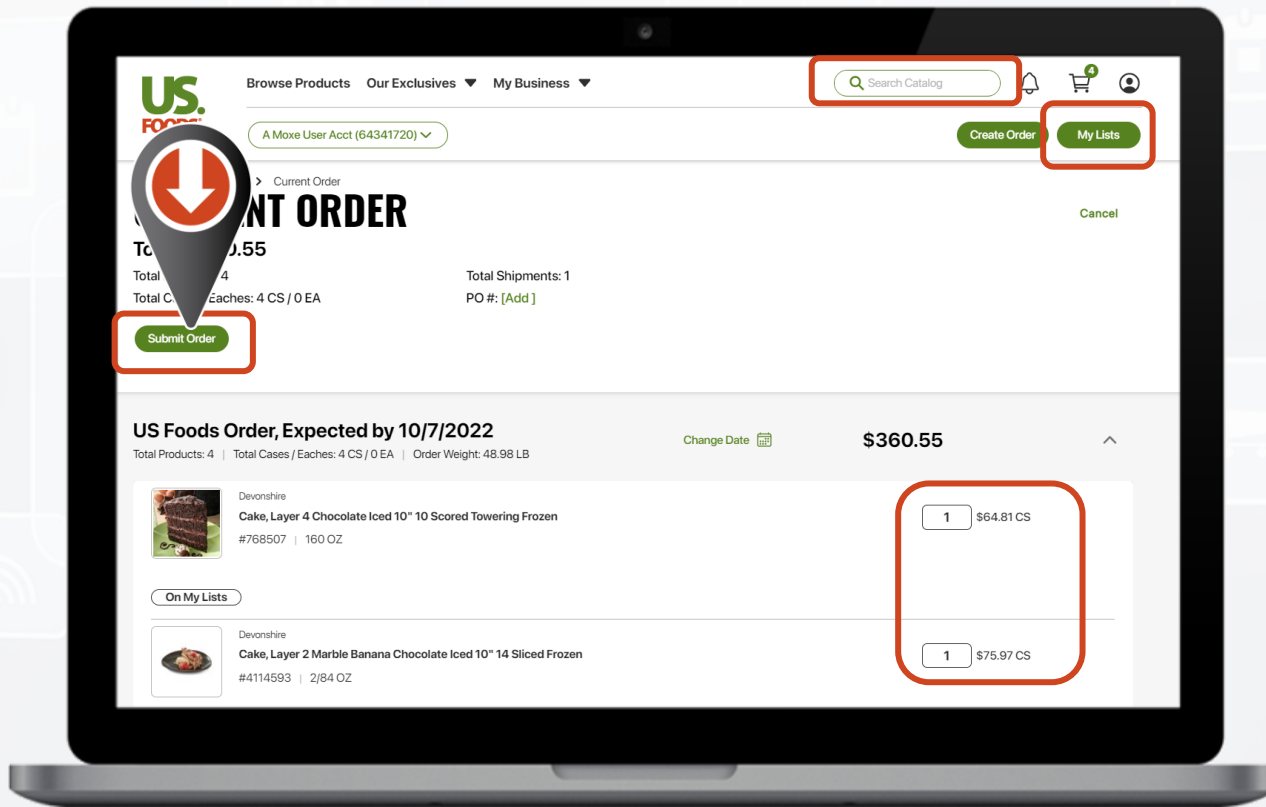 US.
FOODS
Browse Products Our Exclusives My Business
Search Catalog
4
A Moxe User Acct (64341720)
Create Order
My Lists
> Current Order
NT ORDER
Cancel
.55
Total 4
Total Shipments: 1
Eaches: 4 CS / 0 EA
PO #: [Add ]
Submit Order
US Foods Order, Expected by 10/7/2022
Change Date
$360.55
Total Products: 4 | Total Cases / Eaches: 4 CS / 0 EA | Order Weight: 48.98 LB
Devonshire
Cake, Layer 4 Chocolate Iced 10" 10 Scored Towering Frozen
1 $64.81 CS
#768507 | 160 OZ
On My Lists
Devonshire
Cake, Layer 2 Marble Banana Chocolate Iced 10" 14 Sliced Frozen
1 $75.97 CS
#4114593 | 2/84 OZ